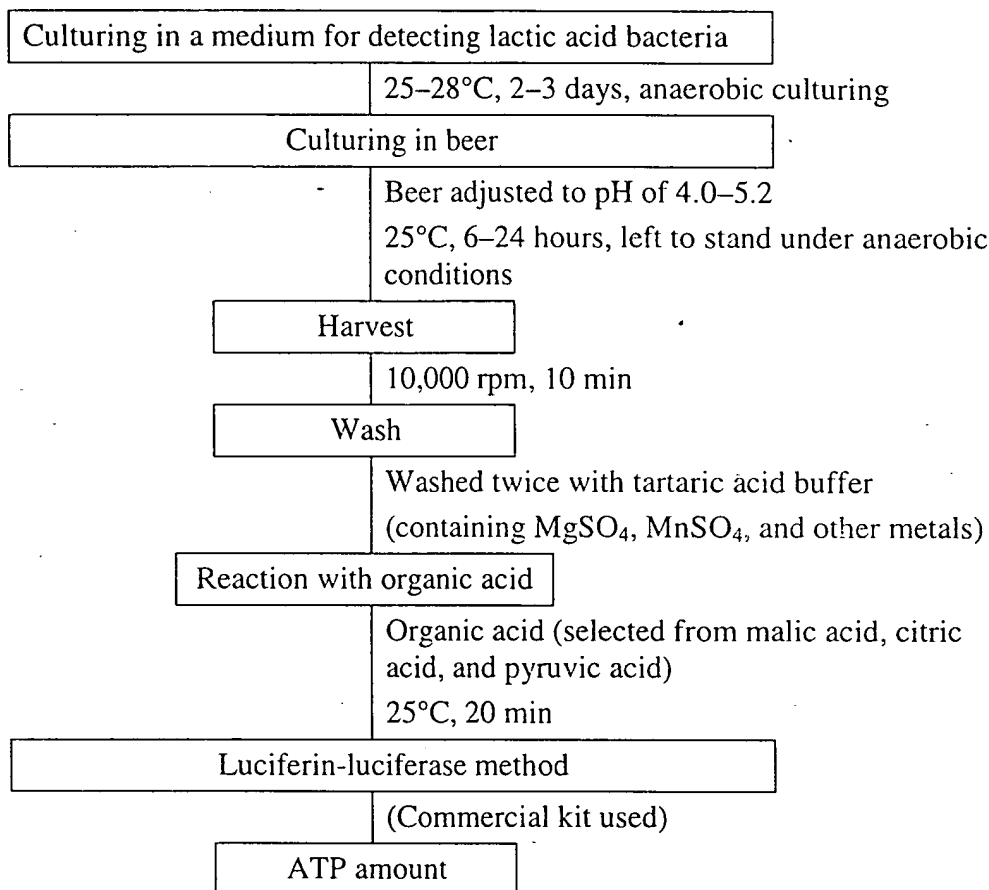 Culturing in a medium for detecting lactic acid bacteria
25–28°C, 2–3 days, anaerobic culturing
Culturing in beer
Beer adjusted to pH of 4.0–5.2
25°C, 6–24 hours, left to stand under anaerobic
conditions
Harvest
10,000 rpm, 10 min
Wash
Washed twice with tartaric acid buffer
(containing MgSO₄, MnSO₄, and other metals)
Reaction with organic acid
Organic acid (selected from malic acid, citric
acid, and pyruvic acid)
25°C, 20 min
Luciferin-luciferase method
(Commercial kit used)
ATP amount